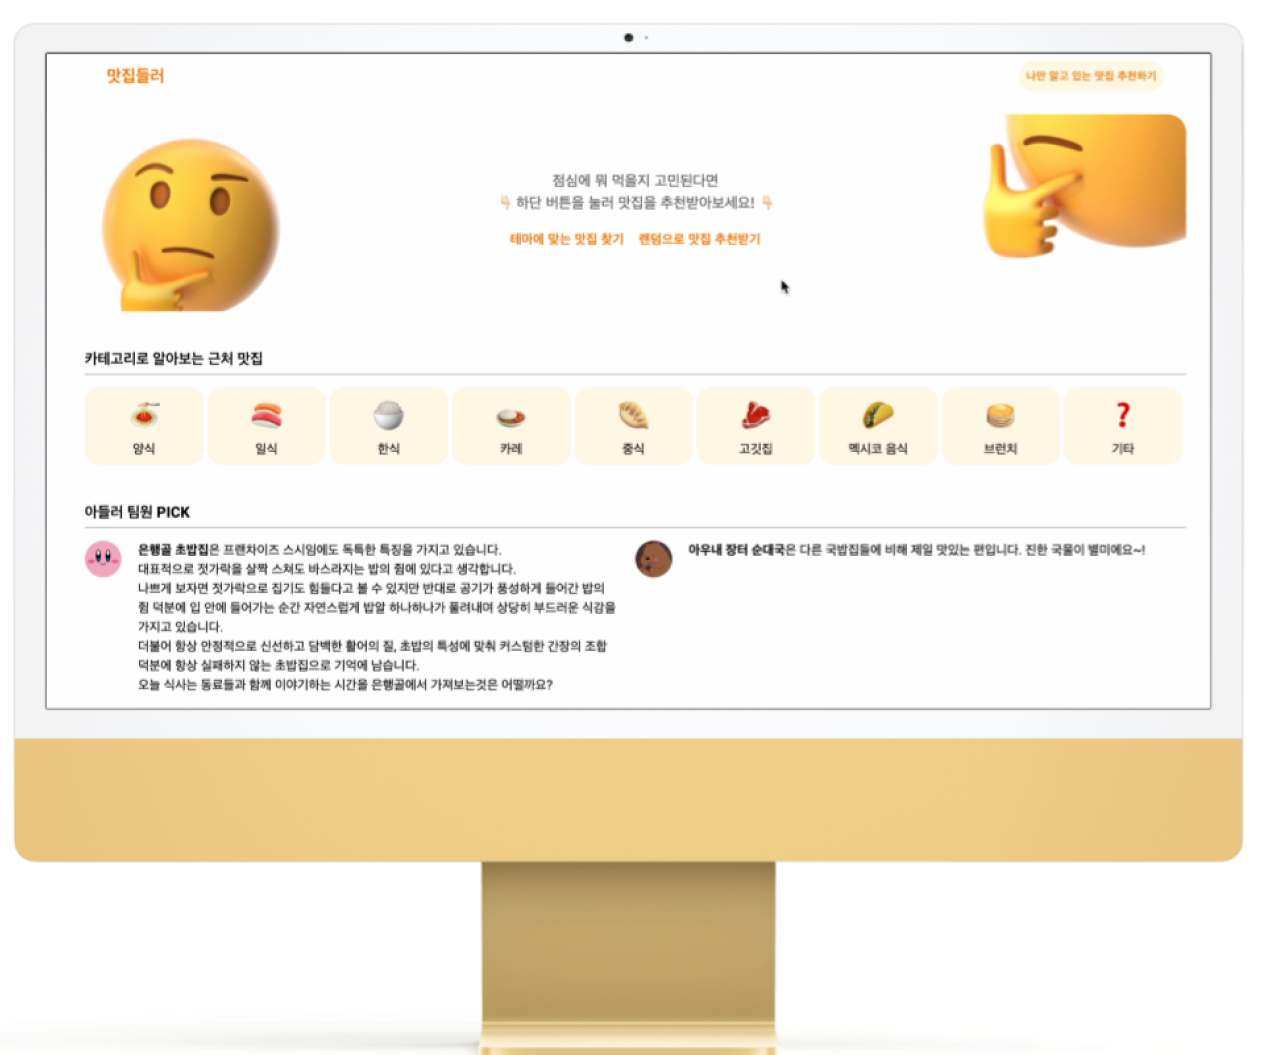 맛집들러
나만 알고 있는 맛집 추천하기
점심에 뭐 먹을지 고민된다면
👇🏻 하단 버튼을 눌러 맛집을 추천받아보세요! 👇🏻
테마에 맞는 맛집 찾기 랜덤으로 맛집 추천받기
카테고리로 알아보는 근처 맛집
양식 일식 한식 카레 중식 고깃집 멕시코 음식 브런치 기타
아들러 팀원 PICK
은행골 초밥집은 프랜차이즈 스시임에도 독특한 특징을 가지고 있습니다.
대표적으로 젓가락을 살짝 스쳐도 바스라지는 밥의 쥠에 있다고 생각합니다.
나쁘게 보자면 젓가락으로 집기도 힘들다고 볼 수 있지만 반대로 공기가 풍성하게 들어간 밥의
쥠 덕분에 입 안에 들어가는 순간 자연스럽게 밥알 하나하나가 풀려내며 상당히 부드러운 식감을
가지고 있습니다.
더불어 항상 안정적으로 신선하고 담백한 활어의 질, 초밥의 특성에 맞춰 커스텀한 간장의 조합
덕분에 항상 실패하지 않는 초밥집으로 기억에 남습니다.
오늘 식사는 동료들과 함께 이야기하는 시간을 은행골에서 가져보는것은 어떨까요?
아우내 장터 순대국은 다른 국밥집들에 비해 제일 맛있는 편입니다. 진한 국물이 별미에요~!